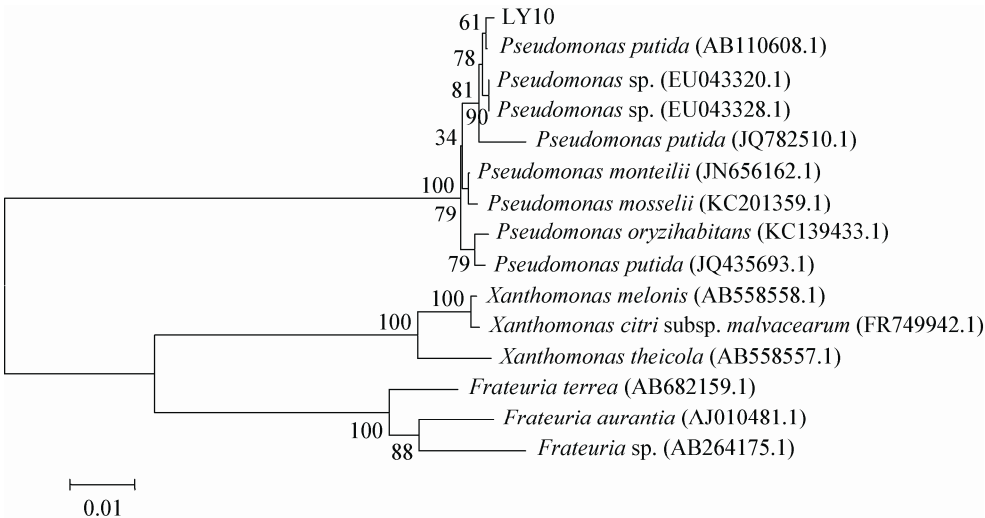 61
LY10
Pseudomonas putida (AB110608.1)
78
Pseudomonas sp. (EU043320.1)
81
Pseudomonas sp. (EU043328.1)
90
34
Pseudomonas putida (JQ782510.1)
Pseudomonas monteilii (JN656162.1)
100
Pseudomonas mosselii (KC201359.1)
79
Pseudomonas oryzihabitans (KC139433.1)
79
Pseudomonas putida (JQ435693.1)
100
Xanthomonas melonis (AB558558.1)
100
Xanthomonas citri subsp. malvacearum (FR749942.1)
Xanthomonas theicola (AB558557.1)
Frateuria terrea (AB682159.1)
Frateuria aurantia (AJ010481.1)
100
88
Frateuria sp. (AB264175.1)
0.01